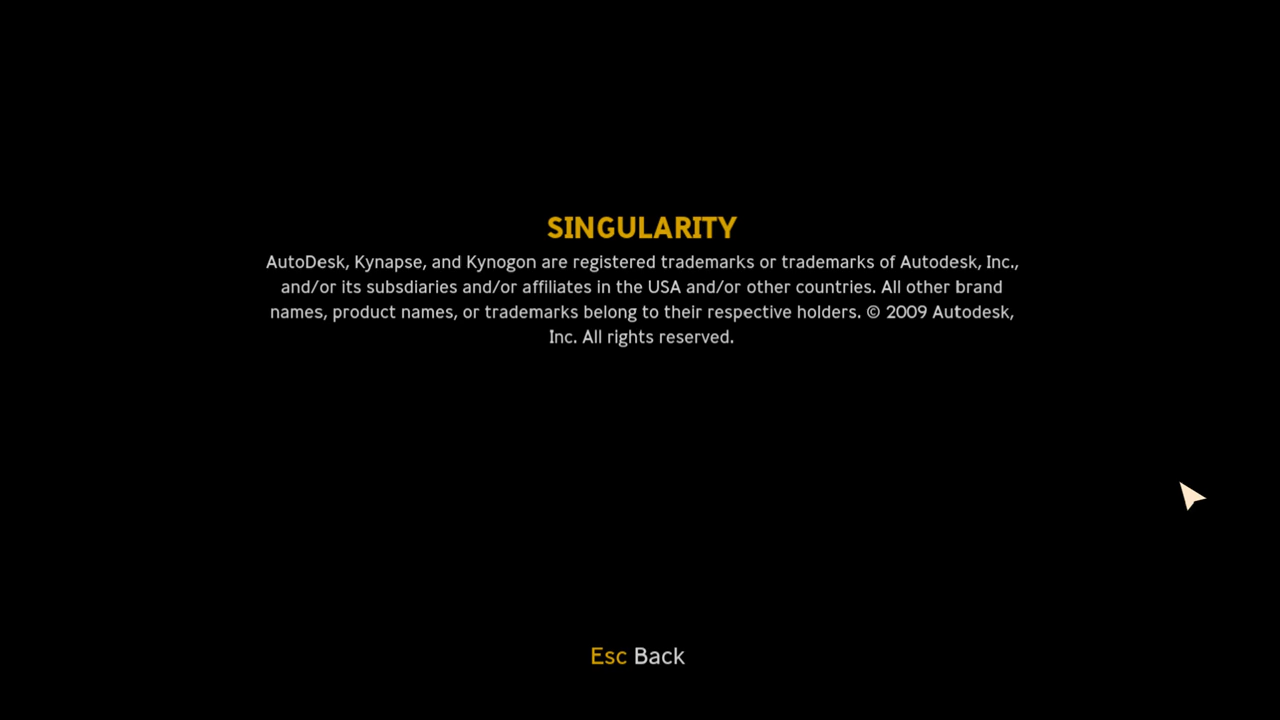 SINGULARITY
AutoDesk, Kynapse, and Kynogon are registered trademarks or trademarks of Autodesk, Inc.,
and/or its subsdiaries and/or affiliates in the USA and/or other countries. All other brand
names, product names, or trademarks belong to their respective holders. © 2009 Autodesk,
Inc. All rights reserved.
Esc Back